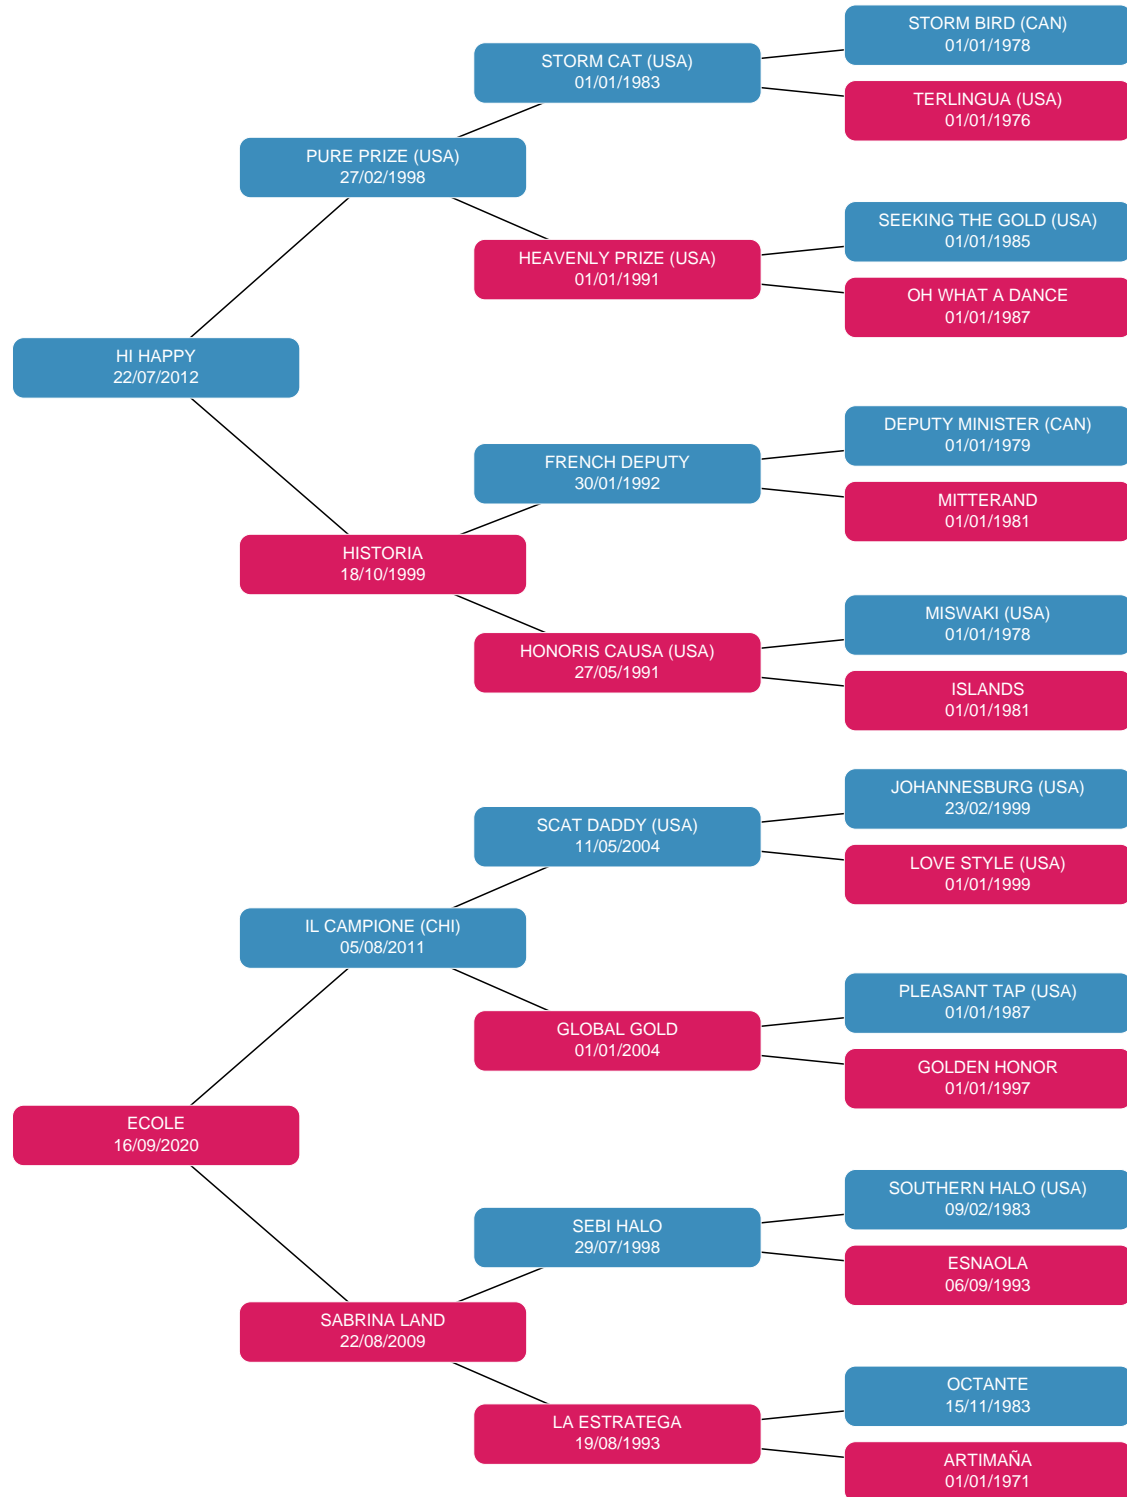 STORM BIRD (CAN)
01/01/1978
STORM CAT (USA)
01/01/1983
TERLINGUA (USA)
01/01/1976
PURE PRIZE (USA)
27/02/1998
SEEKING THE GOLD (USA)
01/01/1985
HEAVENLY PRIZE (USA)
01/01/1991
OH WHAT A DANCE
01/01/1987
HI HAPPY
22/07/2012
DEPUTY MINISTER (CAN)
01/01/1979
FRENCH DEPUTY
30/01/1992
MITTERAND
01/01/1981
HISTORIA
18/10/1999
MISWAKI (USA)
01/01/1978
HONORIS CAUSA (USA)
27/05/1991
ISLANDS
01/01/1981
JOHANNESBURG (USA)
23/02/1999
SCAT DADDY (USA)
11/05/2004
LOVE STYLE (USA)
01/01/1999
IL CAMPIONE (CHI)
05/08/2011
PLEASANT TAP (USA)
01/01/1987
GLOBAL GOLD
01/01/2004
GOLDEN HONOR
01/01/1997
ECOLE
16/09/2020
SOUTHERN HALO (USA)
09/02/1983
SEBI HALO
29/07/1998
ESNAOLA
06/09/1993
SABRINA LAND
22/08/2009
OCTANTE
15/11/1983
LA ESTRATEGA
19/08/1993
ARTIMAÑA
01/01/1971